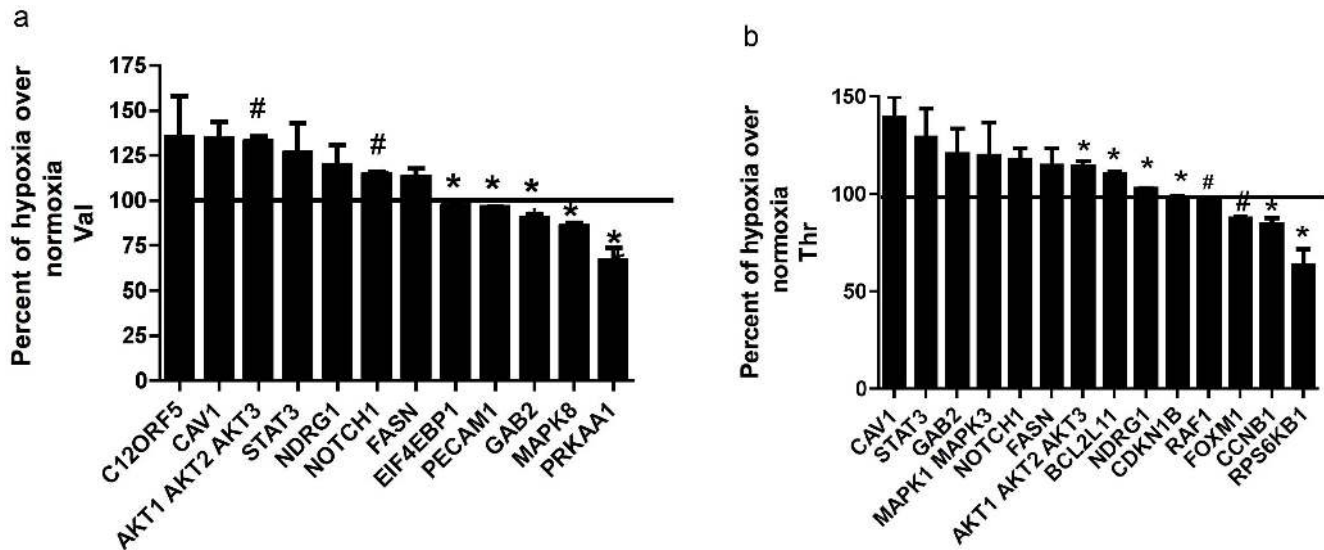 a
Percent of hypoxia over
normoxia
Val
175
150
125
100
75
50
25
0
# # * * * * *
C12ORF5
CAV1
AKT1 AKT2 AKT3
STAT3
NDRG1
NOTCH1
FASN
EIF4EBP1
PECAM1
GAB2
MAPK8
PRKAA1
b
Percent of hypoxia over
normoxia
Thr
150
100
50
0
* * * * # # * *
CAV1
STAT3
GAB2
MAPK1 MAPK3
NOTCH1
FASN
AKT1 AKT2 AKT3
BCL2L11
NDRG1
CDKN1B
RAF1
FOXM1
CCNB1
RPS6KB1